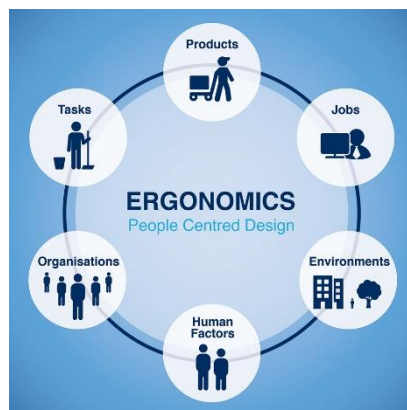 Products
Tasks
Jobs
ERGONOMICS
People Centred Design
Organisations
Environments
Human
Factors